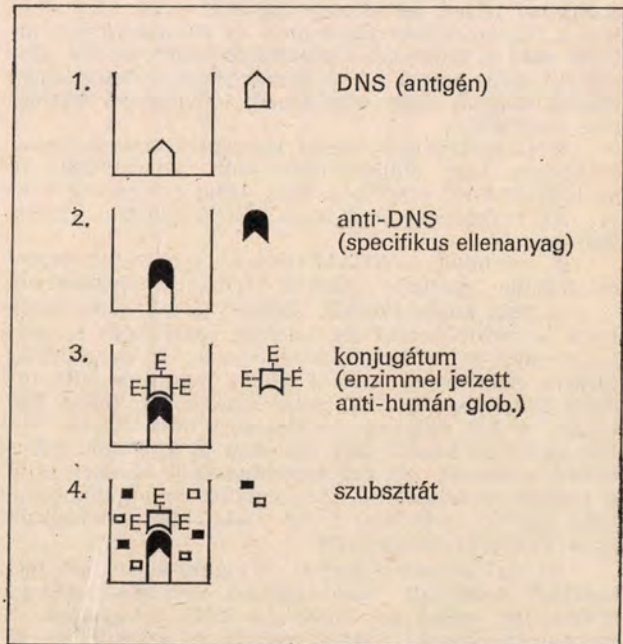 1. DNS (antigén)
2. anti-DNS
(specifikus ellenanyag)
3. konjugátum
(enzimmel jelzett
anti-humán glob.)
E
E E
E
E E
4. szubsztrát
E
E E